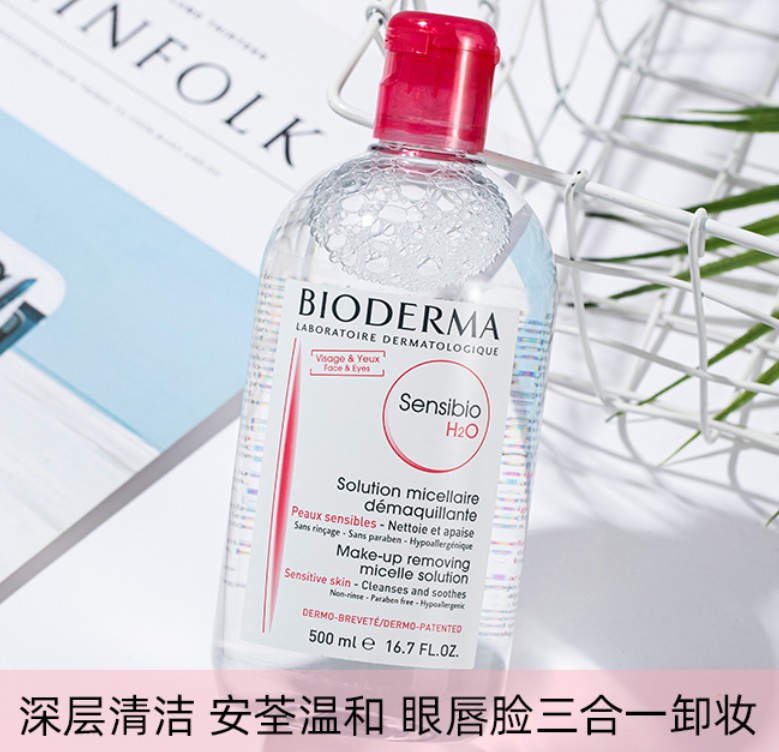 INFOLK
BIODERMA
LABORATOIRE DERMATOLOGIQUE
Visage & Yeux
Face & Eyes
Sensibio
H2O
Solution micellaire
démaquillante
Peaux sensibles - Nettoie et apaise
Sans rinçage - Sans paraben - Hypoallergénique
Make-up removing
micelle solution
Sensitive skin - Cleanses and soothes
Non-rinse - Paraben free - Hypoallergenic
DERMO-BREVETÉ/DERMO-PATENTED
500 ml ℮ 16.7 FL.OZ.
深层清洁 安荃温和 眼唇脸三合一卸妆